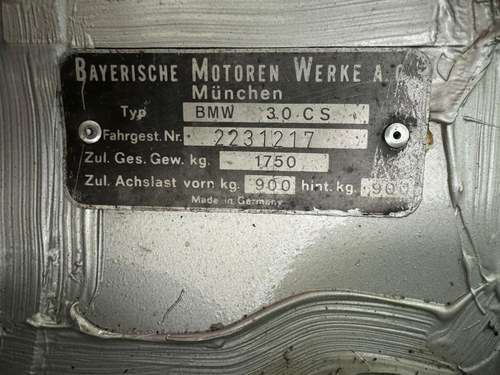 BAYERISCHE MOTOREN WERKE A.G.
München
Typ BMW 3.0 CS
Fahrgest. Nr. 2231217
Zul. Ges. Gew. kg. 1750
Zul. Achslast vorn kg. 900 hint. kg. 900
Made in Germany